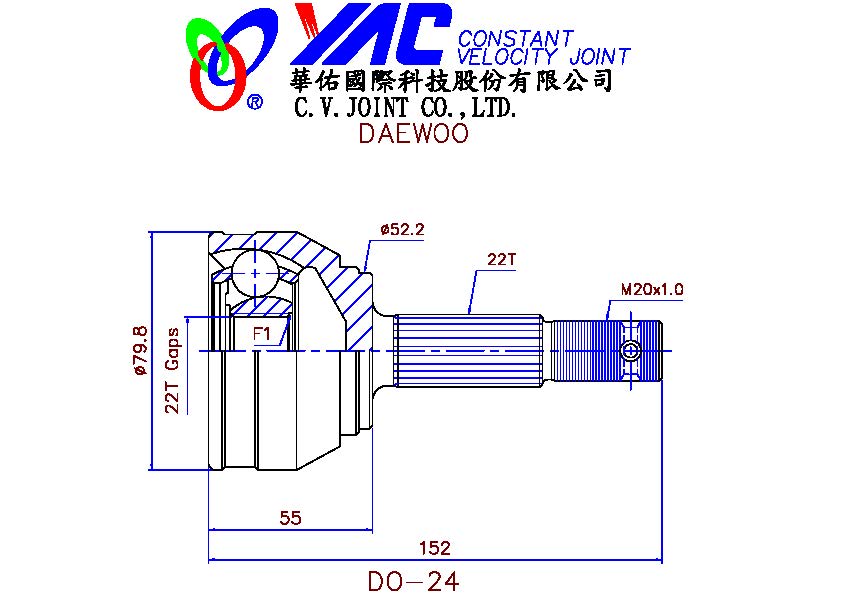 YAC CONSTANT
VELOCITY JOINT
®
華佑國際科技股份有限公司
C.V.JOINT CO.,LTD.
DAEWOO
ø52.2
22T
M20x1.0
ø79.8
22T Gaps
F1
55
152
DO-24